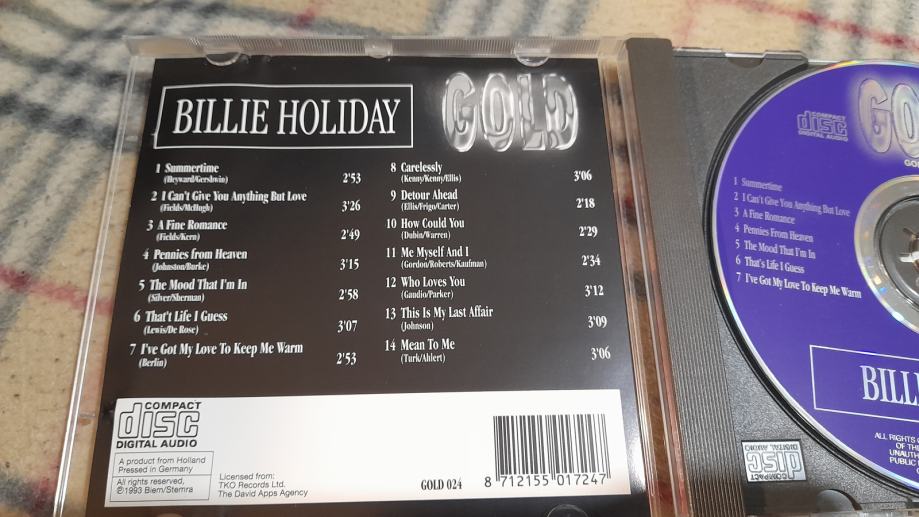 BILLIE HOLIDAY
GOLD
1 Summertime 2'53
(Heyward/Gershwin)
2 I Can't Give You Anything But Love 3'26
(Fields/McHugh)
3 A Fine Romance 2'49
(Fields/Kern)
4 Pennies from Heaven 3'15
(Johnston/Burke)
5 The Mood That I'm In 2'58
(Silver/Sherman)
6 That't Life I Guess 3'07
(Lewis/De Rose)
7 I've Got My Love To Keep Me Warm 2'53
(Berlin)
8 Carelessly 3'06
(Kenny/Kenny/Ellis)
9 Detour Ahead 2'18
(Ellis/Frigo/Carter)
10 How Could You 2'29
(Dubin/Warren)
11 Me Myself And I 2'34
(Gordon/Roberts/Kaufman)
12 Who Loves You 3'12
(Gaudio/Parker)
13 This Is My Last Affair 3'09
(Johnson)
14 Mean To Me 3'06
(Turk/Ahlert)
COMPACT
disc
DIGITAL AUDIO
A product from Holland
Pressed in Germany
All rights reserved,
℗1993 Biem/Stemra
Licensed from:
TKO Records Ltd.
The David Apps Agency
GOLD 024
8 712155 017247
COMPACT
disc
DIGITAL AUDIO
GO
GO
1 Summertime
2 I Can't Give You Anything But Love
3 A Fine Romance
4 Pennies From Heaven
5 The Mood That I'm In
6 That's Life I Guess
7 I've Got My Love To Keep Me Warm
BILL
ALL RIGHTS
OF TH
UNAUTH
PUBLIC
COMPACT
disc
DIGITAL AUDIO